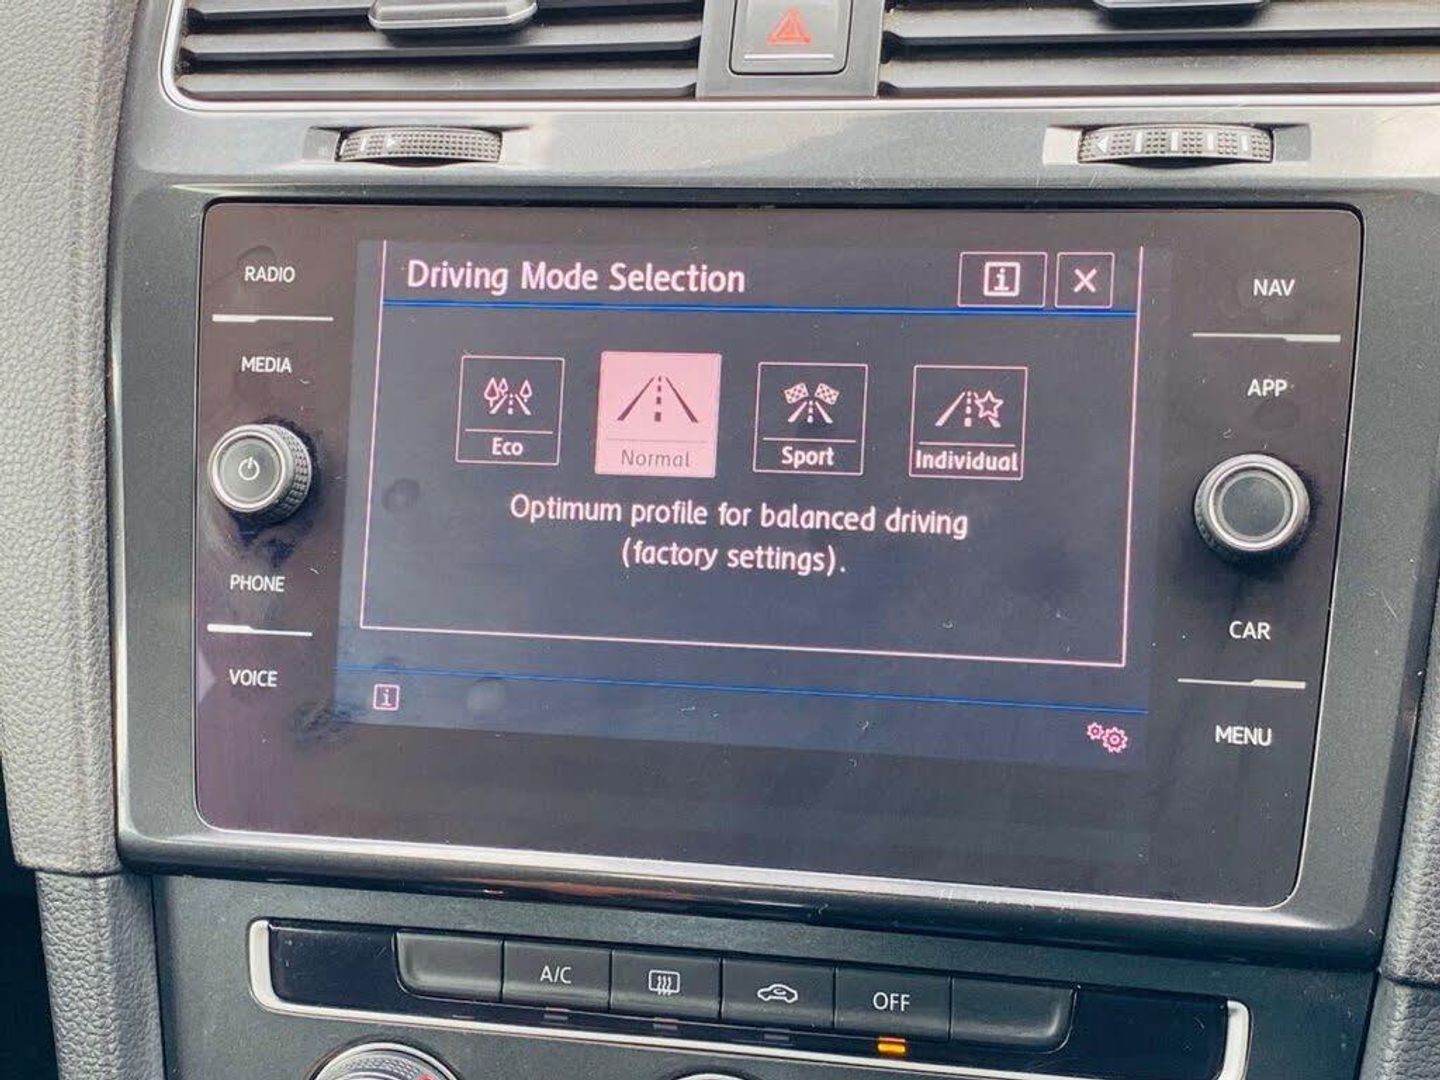 RADIO
MEDIA
PHONE
VOICE
Driving Mode Selection
i
X
Eco
Normal
Sport
Individual
Optimum profile for balanced driving
(factory settings).
i
NAV
APP
CAR
MENU
A/C
OFF